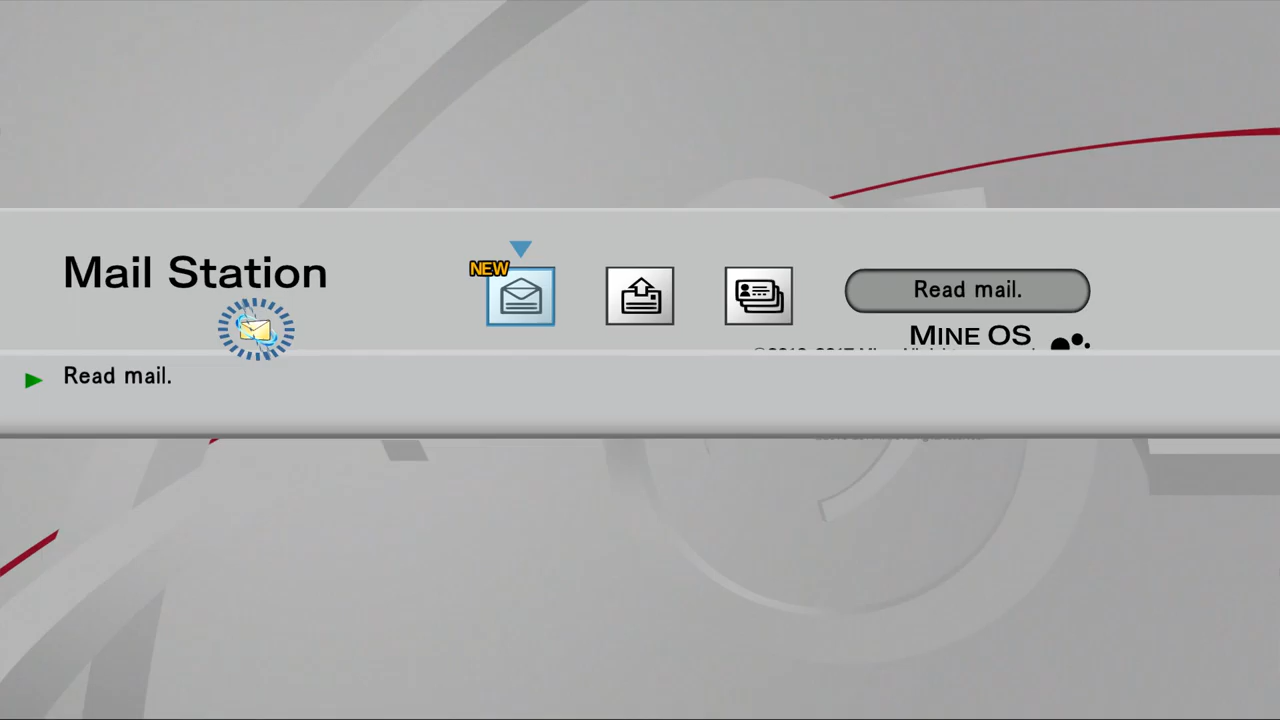 Mail Station
NEW
Read mail.
MINE OS
Read mail.